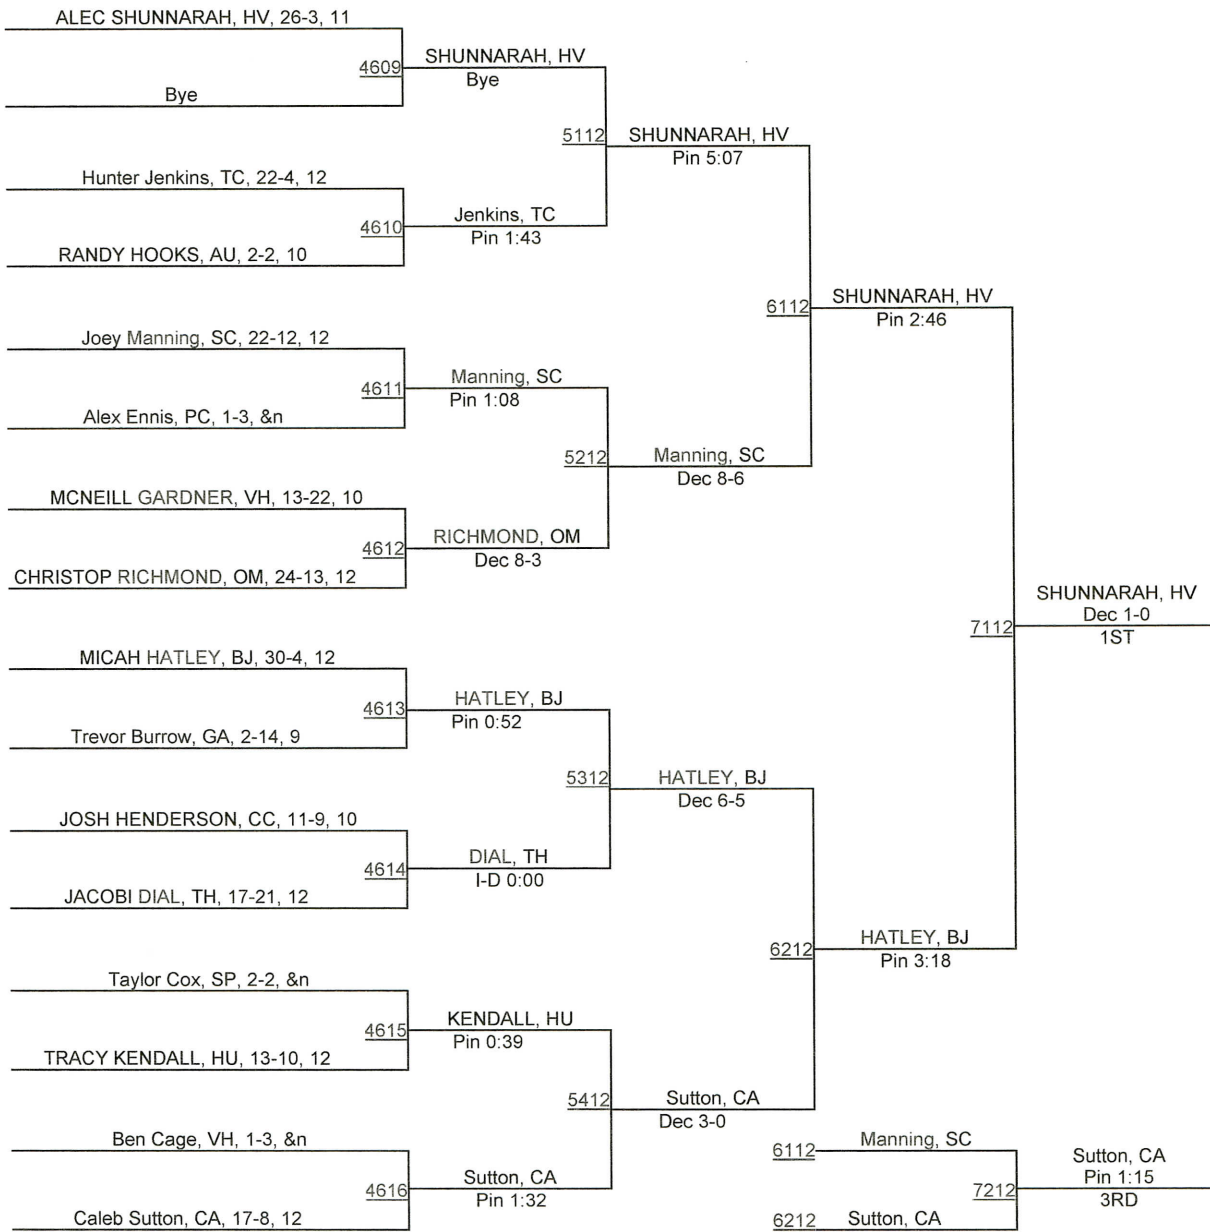 ALEC SHUNNARAH, HV, 26-3, 11
4609
SHUNNARAH, HV
Bye
Bye
5112
SHUNNARAH, HV
Pin 5:07
Hunter Jenkins, TC, 22-4, 12
4610
Jenkins, TC
Pin 1:43
RANDY HOOKS, AU, 2-2, 10
6112
SHUNNARAH, HV
Pin 2:46
Joey Manning, SC, 22-12, 12
4611
Manning, SC
Pin 1:08
Alex Ennis, PC, 1-3, &n
5212
Manning, SC
Dec 8-6
MCNEILL GARDNER, VH, 13-22, 10
4612
RICHMOND, OM
Dec 8-3
CHRISTOP RICHMOND, OM, 24-13, 12
7112
SHUNNARAH, HV
Dec 1-0
1ST
MICAH HATLEY, BJ, 30-4, 12
4613
HATLEY, BJ
Pin 0:52
Trevor Burrow, GA, 2-14, 9
5312
HATLEY, BJ
Dec 6-5
JOSH HENDERSON, CC, 11-9, 10
4614
DIAL, TH
I-D 0:00
JACOBI DIAL, TH, 17-21, 12
6212
HATLEY, BJ
Pin 3:18
Taylor Cox, SP, 2-2, &n
4615
KENDALL, HU
Pin 0:39
TRACY KENDALL, HU, 13-10, 12
5412
Sutton, CA
Dec 3-0
Ben Cage, VH, 1-3, &n
4616
Sutton, CA
Pin 1:32
Caleb Sutton, CA, 17-8, 12
6112
Manning, SC
7212
Sutton, CA
Pin 1:15
3RD
6212
Sutton, CA